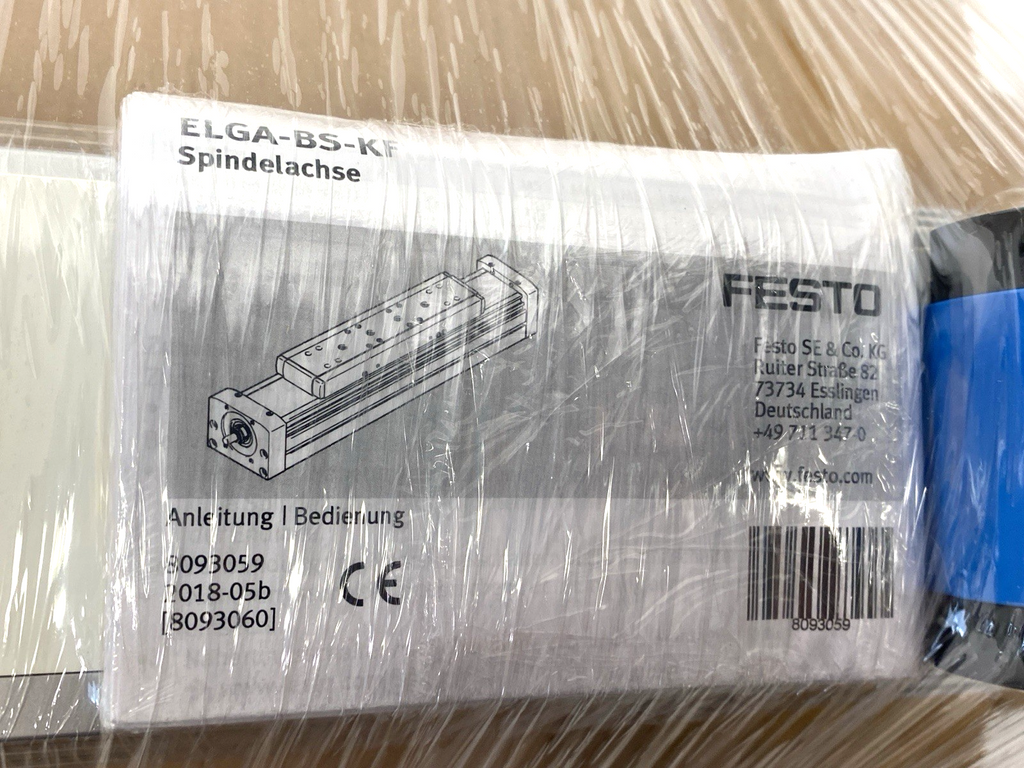 ELGA-BS-KF
Spindelachse
FESTO
Festo SE & Co. KG
Ruiter Straße 82
73734 Esslingen
Deutschland
+49 711 347-0
www.festo.com
Anleitung | Bedienung
8093059
2018-05b
[8093060]
CE
8093059